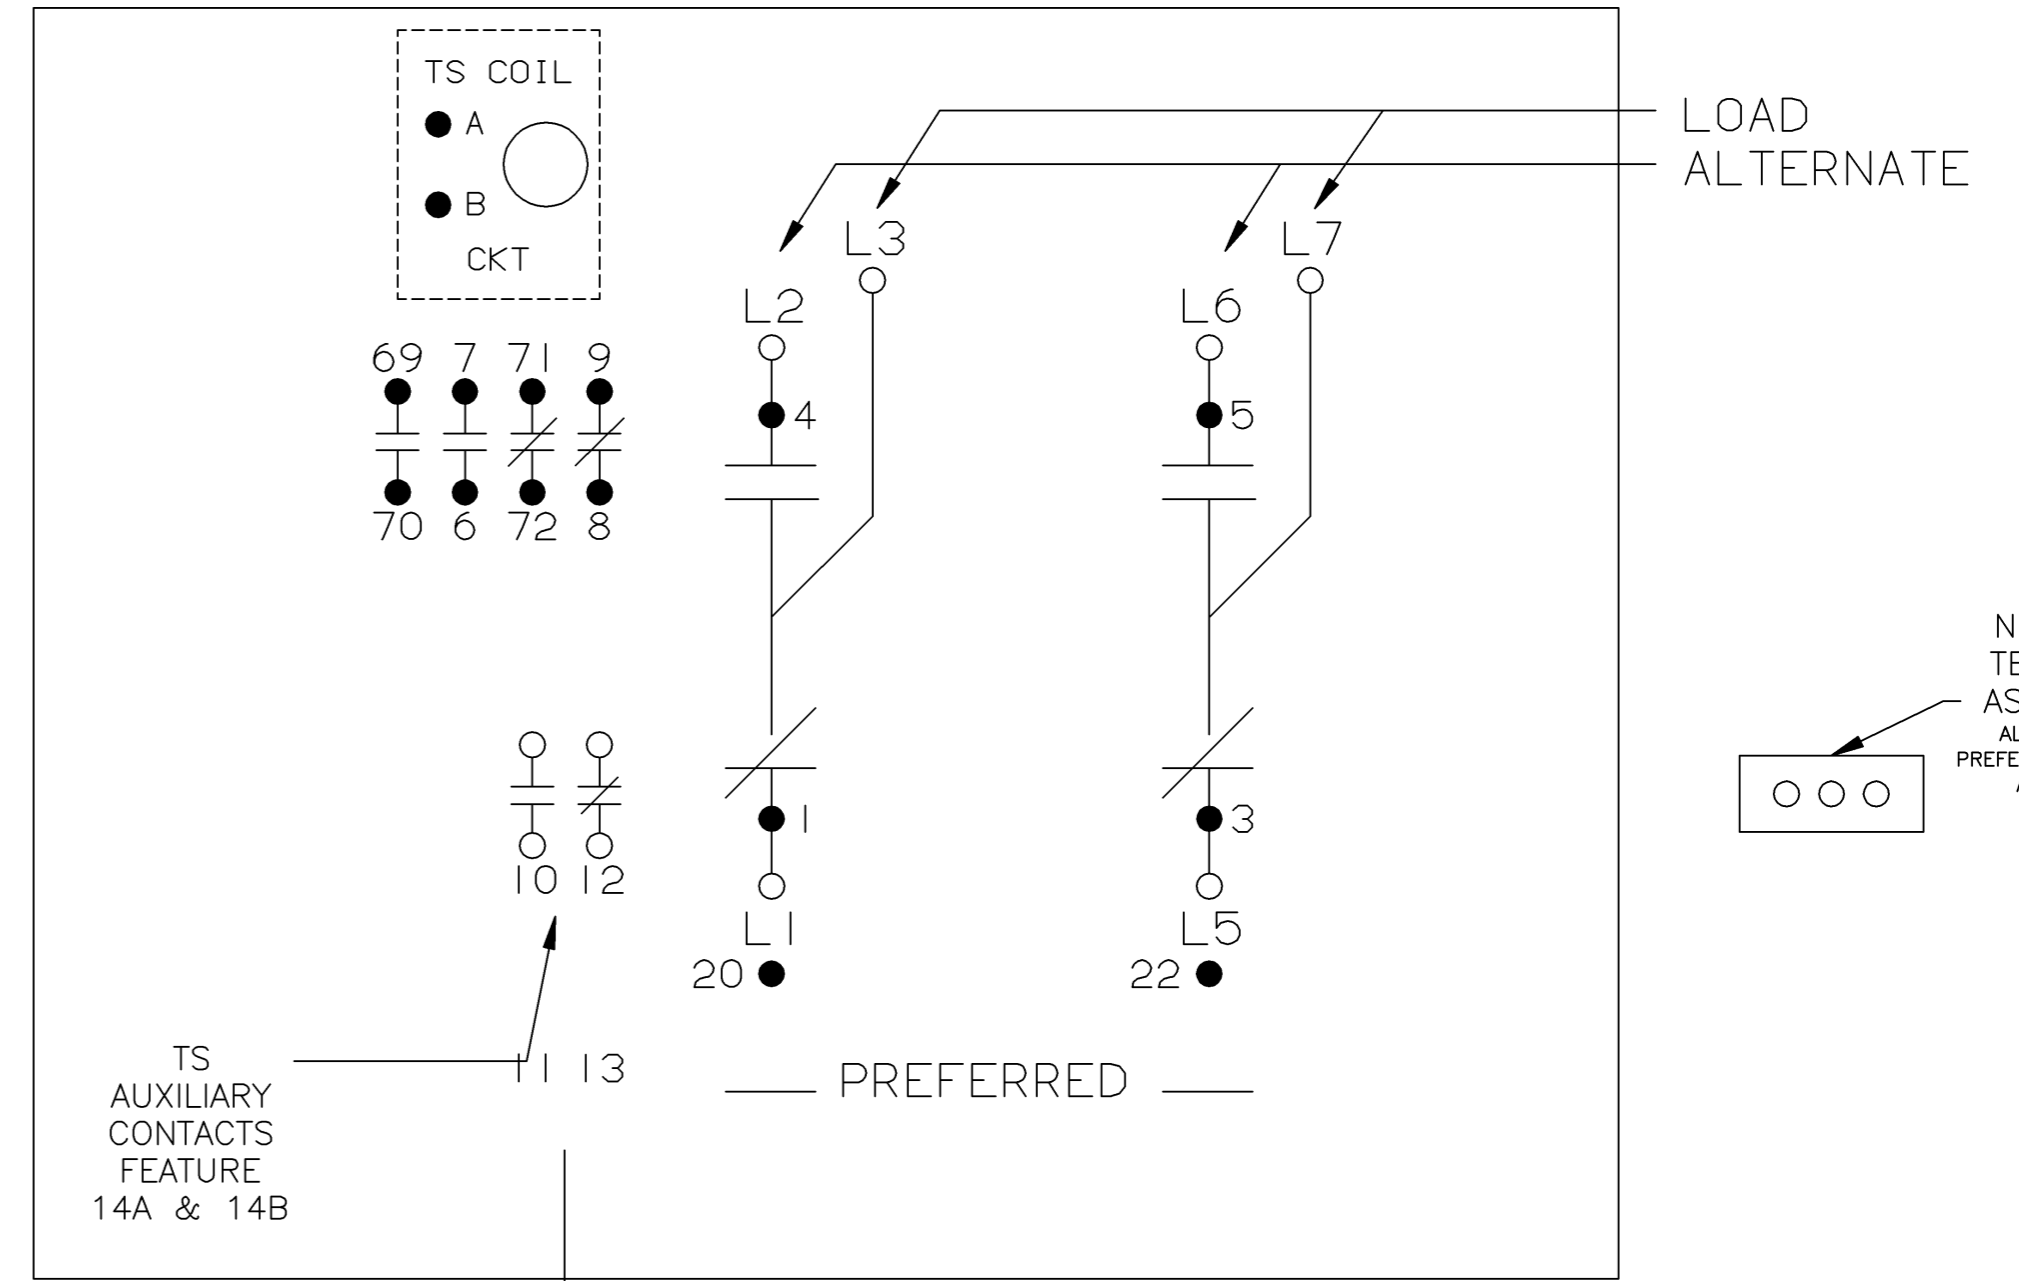 TS COIL
A
B
CKT
LOAD
ALTERNATE
L3
L7
L2
L6
69 7 71 9
4
5
70 6 72 8
1
3
10 12
L1
L5
20
22
11 13
PREFERRED
TS
AUXILIARY
CONTACTS
FEATURE
14A & 14B